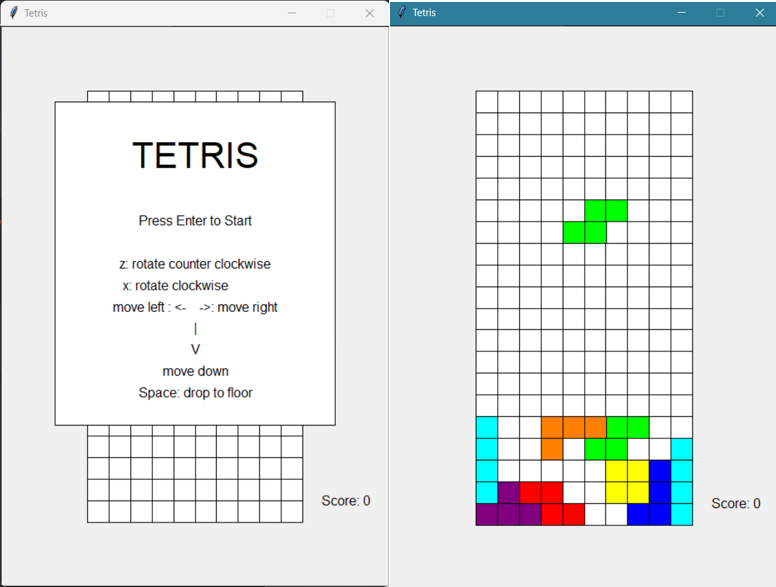 Tetris
TETRIS
Press Enter to Start
z: rotate counter clockwise
x: rotate clockwise
move left : <- ->: move right
|
V
move down
Space: drop to floor
Score: 0
Tetris
Score: 0